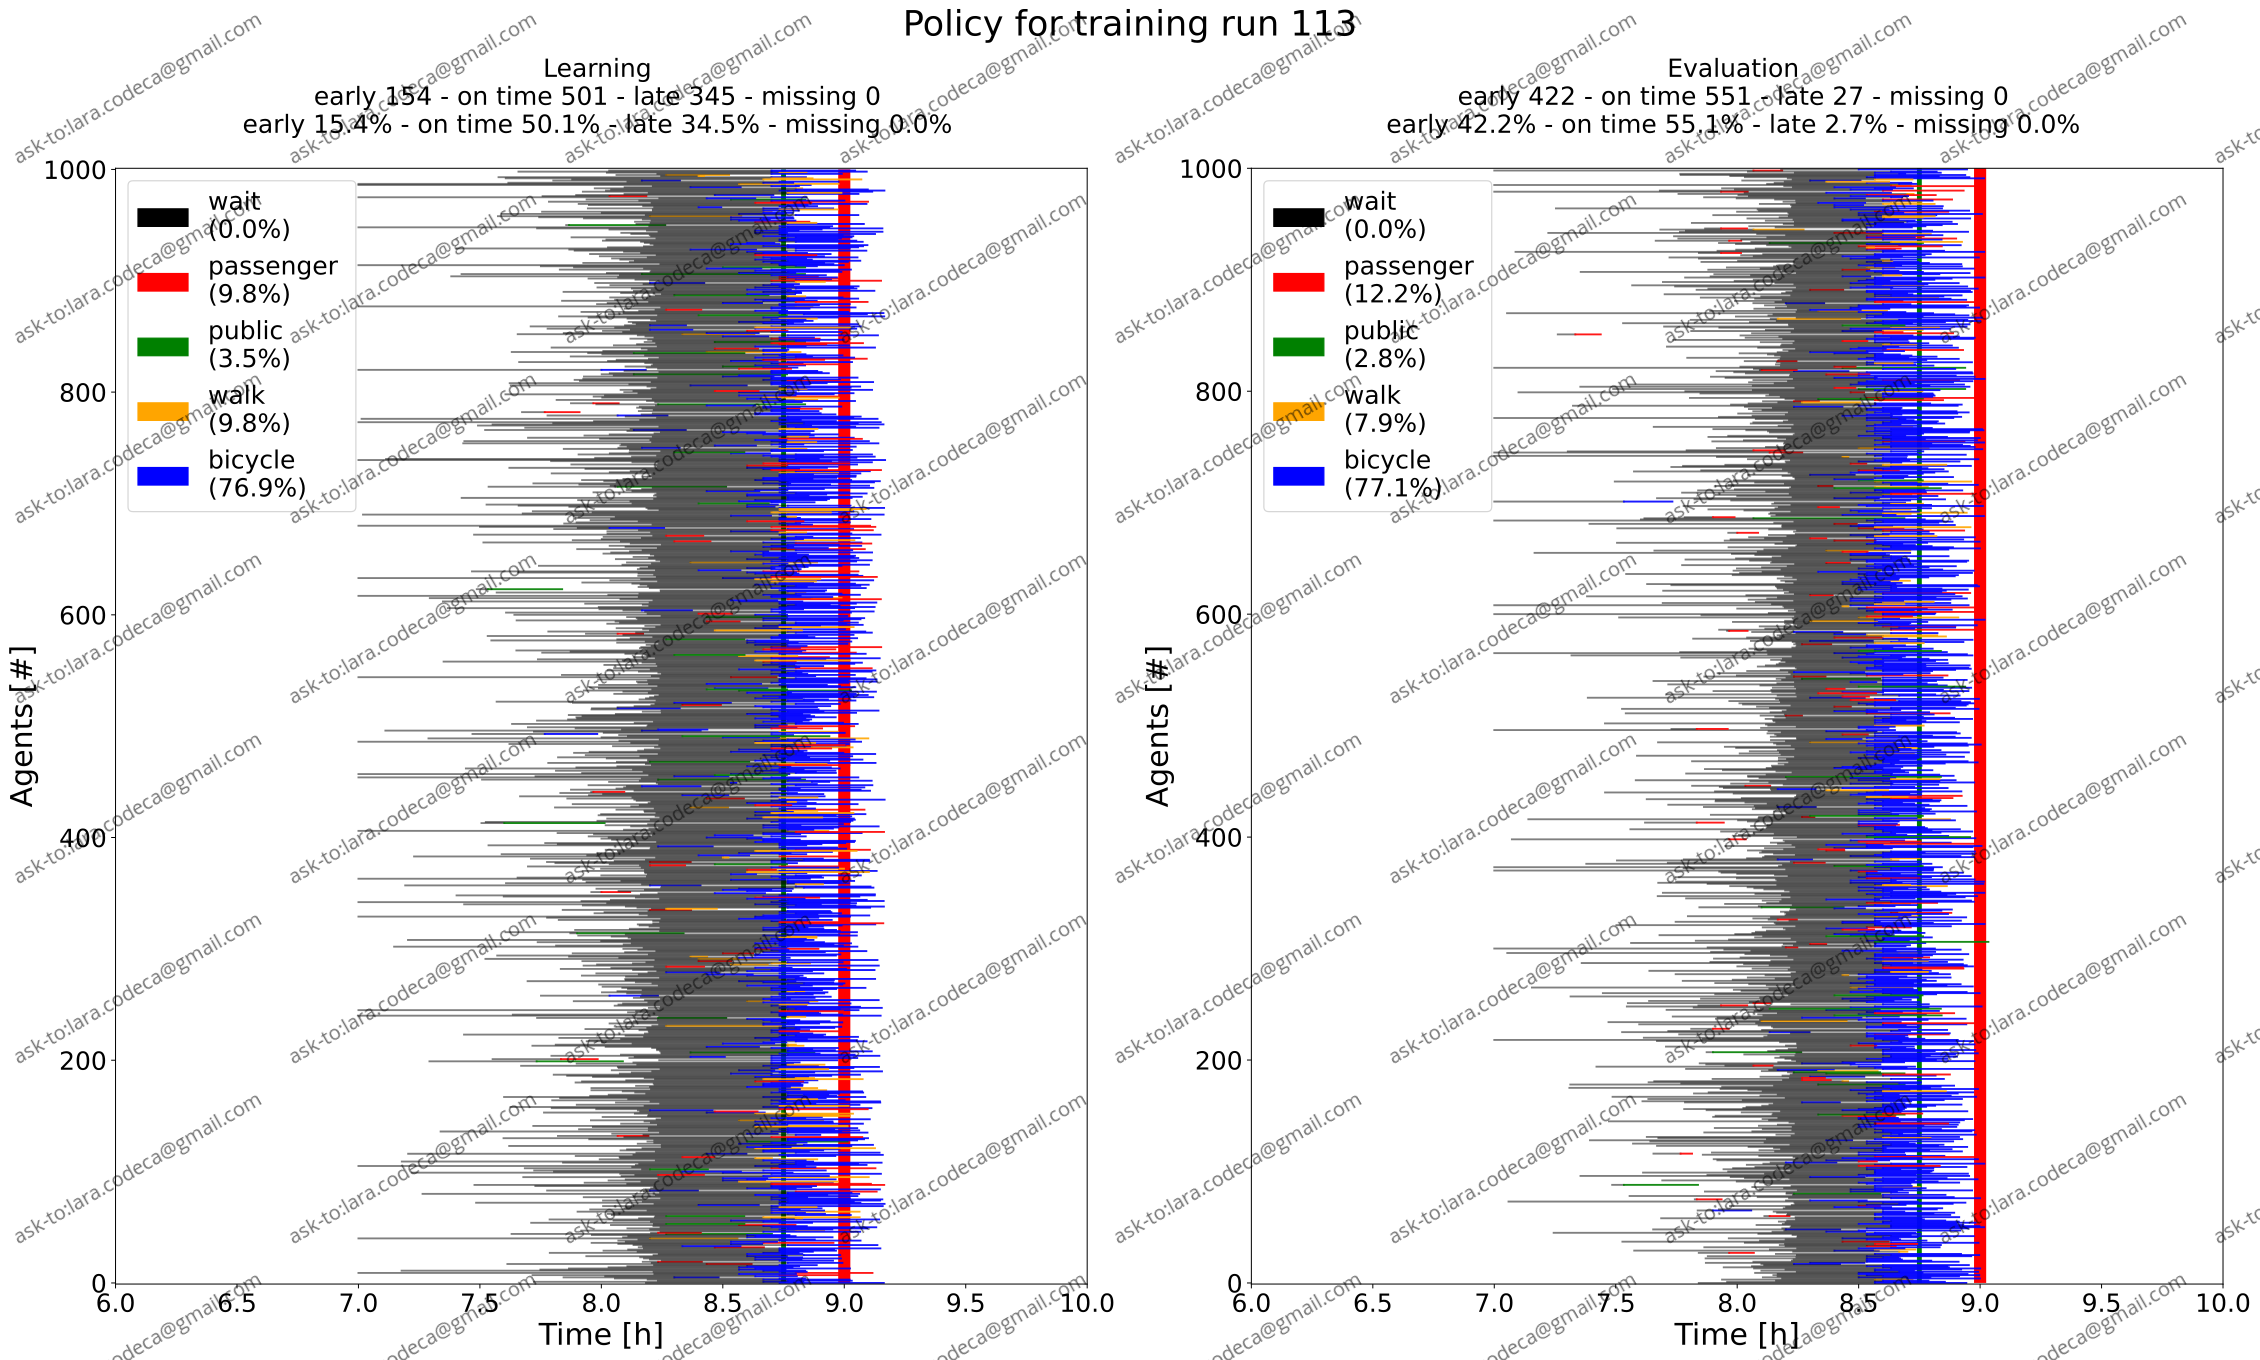 Policy for training run 113
Learning
early 154 - on time 501 - late 345 - missing 0
early 15.4% - on time 50.1% - late 34.5% - missing 0.0%
1000
800
600
400
200
0
Agents [#]
wait
(0.0%)
passenger
(9.8%)
public
(3.5%)
walk
(9.8%)
bicycle
(76.9%)
6.0 6.5 7.0 7.5 8.0 8.5 9.0 9.5 10.0
Time [h]
Evaluation
early 422 - on time 551 - late 27 - missing 0
early 42.2% - on time 55.1% - late 2.7% - missing 0.0%
1000
800
600
400
200
0
Agents [#]
wait
(0.0%)
passenger
(12.2%)
public
(2.8%)
walk
(7.9%)
bicycle
(77.1%)
6.0 6.5 7.0 7.5 8.0 8.5 9.0 9.5 10.0
Time [h]
ask-to:lara.codeca@gmail.com